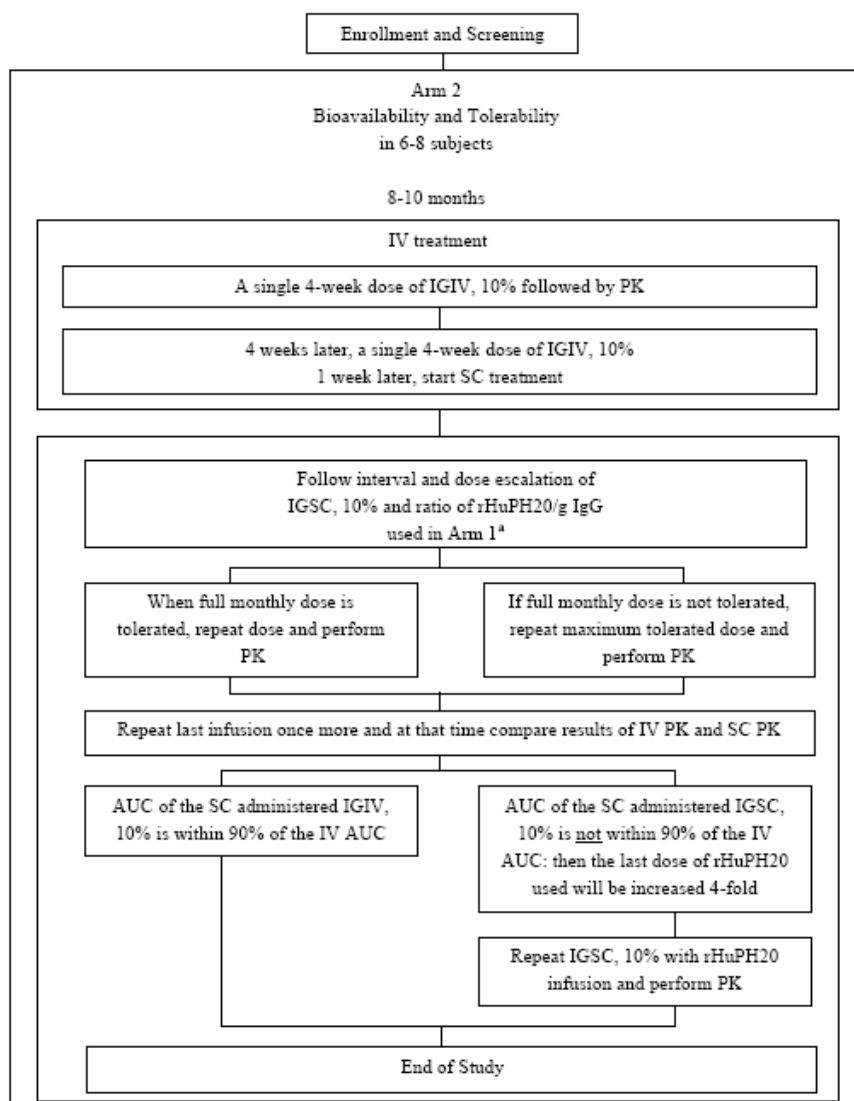 Enrollment and Screening
Arm 2
Bioavailability and Tolerability
in 6-8 subjects
8-10 months
IV treatment
A single 4-week dose of IGIV, 10% followed by PK
4 weeks later, a single 4-week dose of IGIV, 10%
1 week later, start SC treatment
Follow interval and dose escalation of
IGSC, 10% and ratio of rHuPH20/g IgG
used in Arm 1ª
When full monthly dose is
tolerated, repeat dose and perform
PK
If full monthly dose is not tolerated,
repeat maximum tolerated dose and
perform PK
Repeat last infusion once more and at that time compare results of IV PK and SC PK
AUC of the SC administered IGIV,
10% is within 90% of the IV AUC
AUC of the SC administered IGSC,
10% is not within 90% of the IV
AUC: then the last dose of rHuPH20
used will be increased 4-fold
Repeat IGSC, 10% with rHuPH20
infusion and perform PK
End of Study